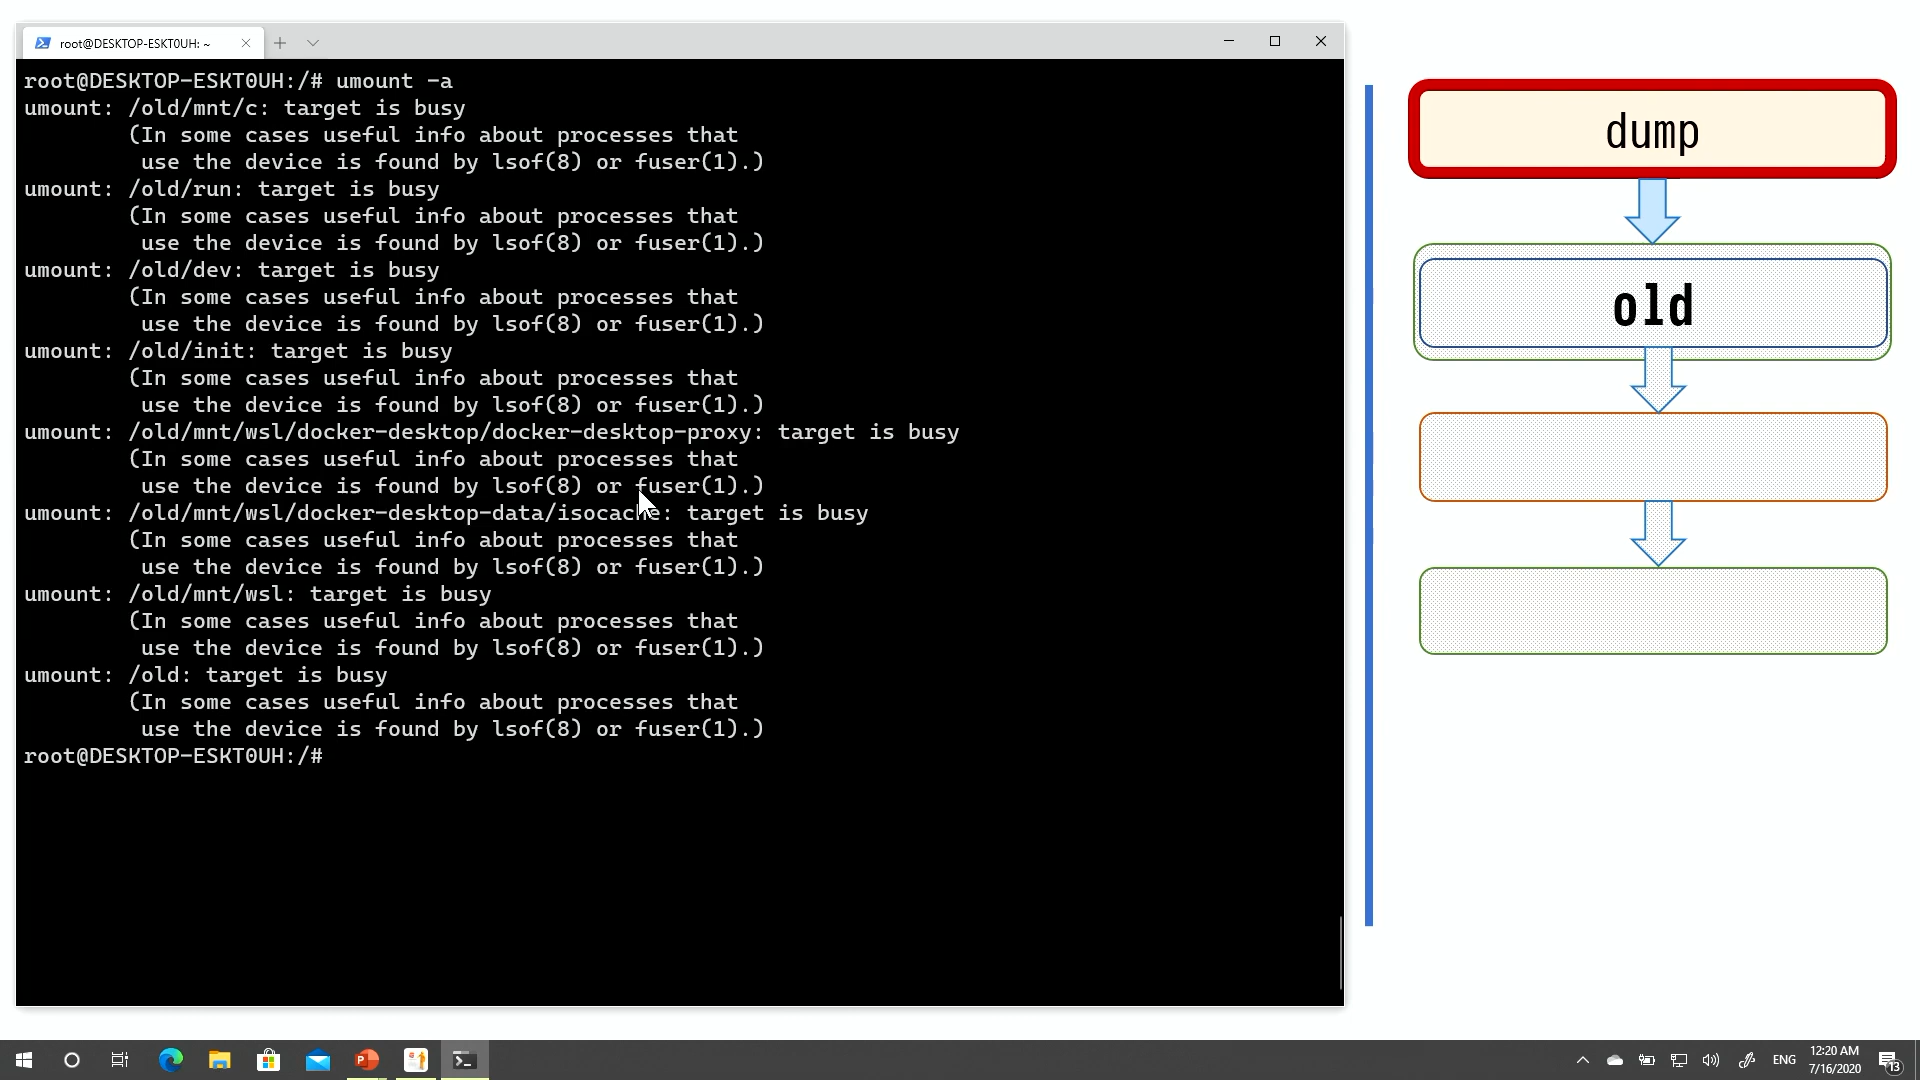 root@DESKTOP-ESKT0UH: ~
root@DESKTOP-ESKT0UH:/# umount -a
umount: /old/mnt/c: target is busy
(In some cases useful info about processes that
use the device is found by lsof(8) or fuser(1).)
umount: /old/run: target is busy
(In some cases useful info about processes that
use the device is found by lsof(8) or fuser(1).)
umount: /old/dev: target is busy
(In some cases useful info about processes that
use the device is found by lsof(8) or fuser(1).)
umount: /old/init: target is busy
(In some cases useful info about processes that
use the device is found by lsof(8) or fuser(1).)
umount: /old/mnt/wsl/docker-desktop/docker-desktop-proxy: target is busy
(In some cases useful info about processes that
use the device is found by lsof(8) or fuser(1).)
umount: /old/mnt/wsl/docker-desktop-data/isocache: target is busy
(In some cases useful info about processes that
use the device is found by lsof(8) or fuser(1).)
umount: /old/mnt/wsl: target is busy
(In some cases useful info about processes that
use the device is found by lsof(8) or fuser(1).)
umount: /old: target is busy
(In some cases useful info about processes that
use the device is found by lsof(8) or fuser(1).)
root@DESKTOP-ESKT0UH:/#
dump
old
ENG
12:20 AM
7/16/2020
13